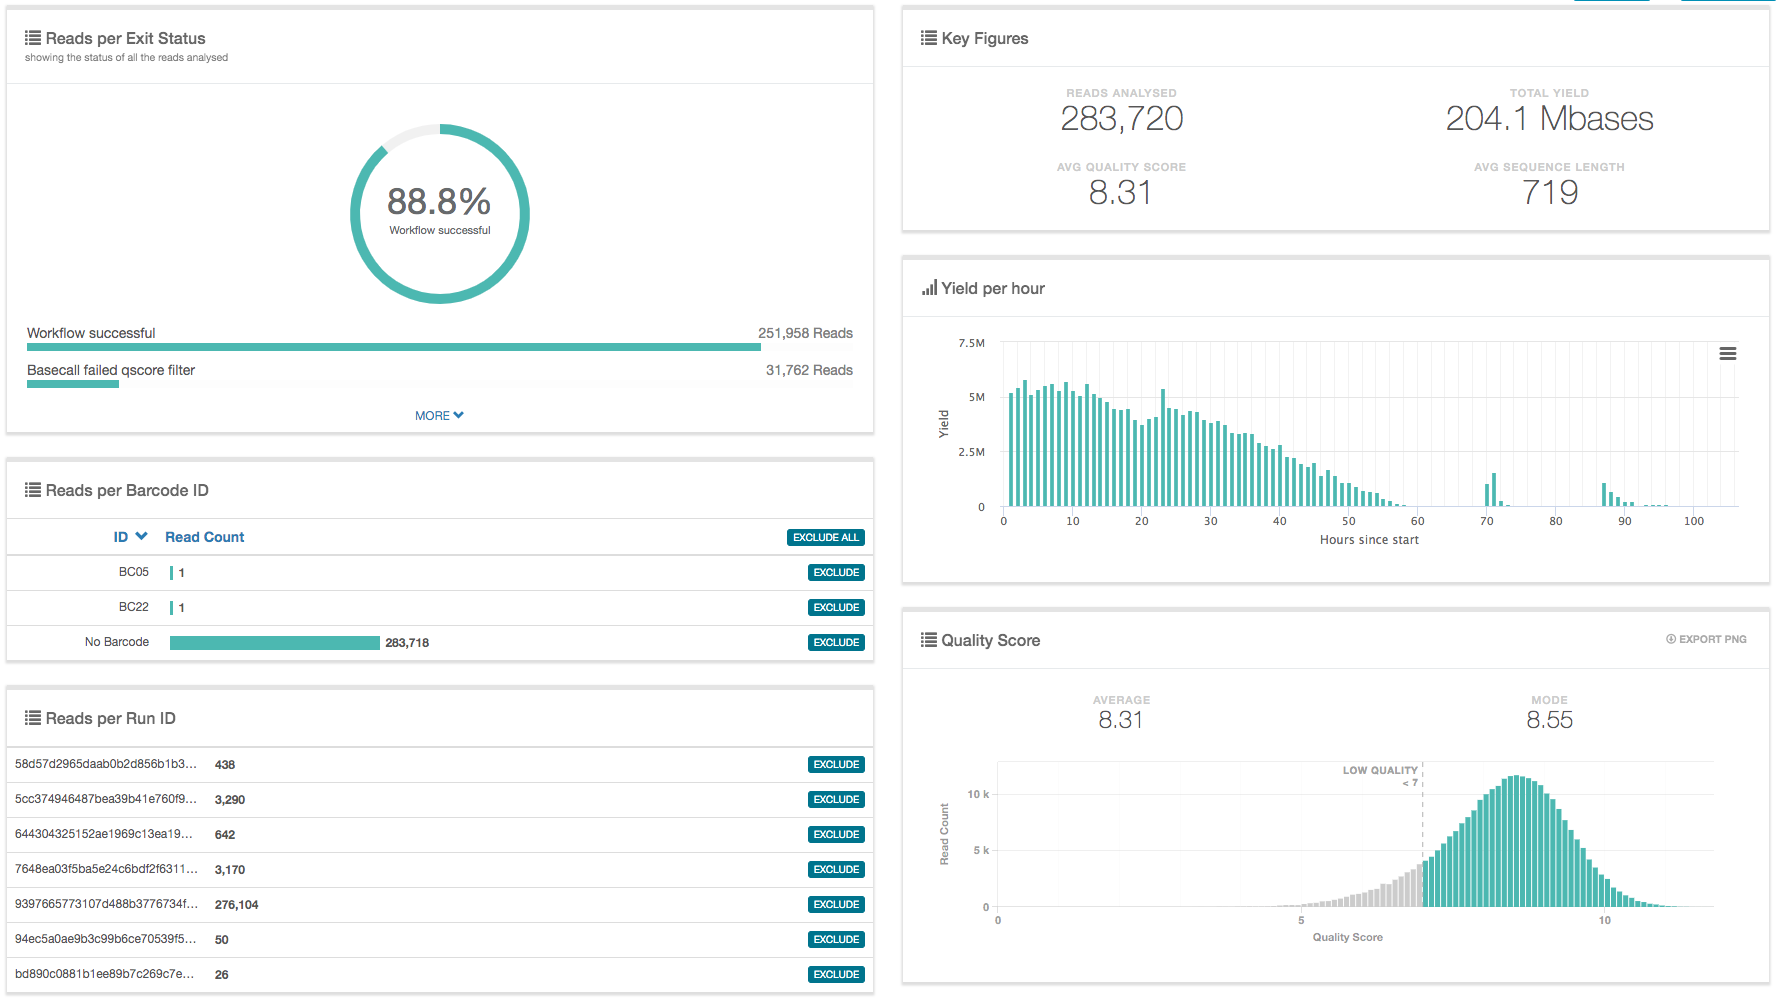 Reads per Exit Status
showing the status of all the reads analysed
88.8%
Workflow successful
Workflow successful 251,958 Reads
Basecall failed qscore filter 31,762 Reads
MORE
Reads per Barcode ID
ID Read Count EXCLUDE ALL
BC05 1 EXCLUDE
BC22 1 EXCLUDE
No Barcode 283,718 EXCLUDE
Reads per Run ID
58d57d2965daab0b2d856b1b3... 438 EXCLUDE
5cc374946487bea39b41e760f9... 3,290 EXCLUDE
644304325152ae1969c13ea19... 642 EXCLUDE
7648ea03f5ba5e24c6bdf2f6311... 3,170 EXCLUDE
9397665773107d488b3776734f... 276,104 EXCLUDE
94ec5a0ae9b3c99b6ce70539f5... 50 EXCLUDE
bd890c0881b1ee89b7c269c7e... 26 EXCLUDE
Key Figures
READS ANALYSED TOTAL YIELD
283,720 204.1 Mbases
AVG QUALITY SCORE AVG SEQUENCE LENGTH
8.31 719
Yield per hour
7.5M
5M
2.5M
0
Yield
0 10 20 30 40 50 60 70 80 90 100
Hours since start
Quality Score EXPORT PNG
AVERAGE MODE
8.31 8.55
LOW QUALITY
< 7
10 k
5 k
0
Read Count
0 5 10
Quality Score